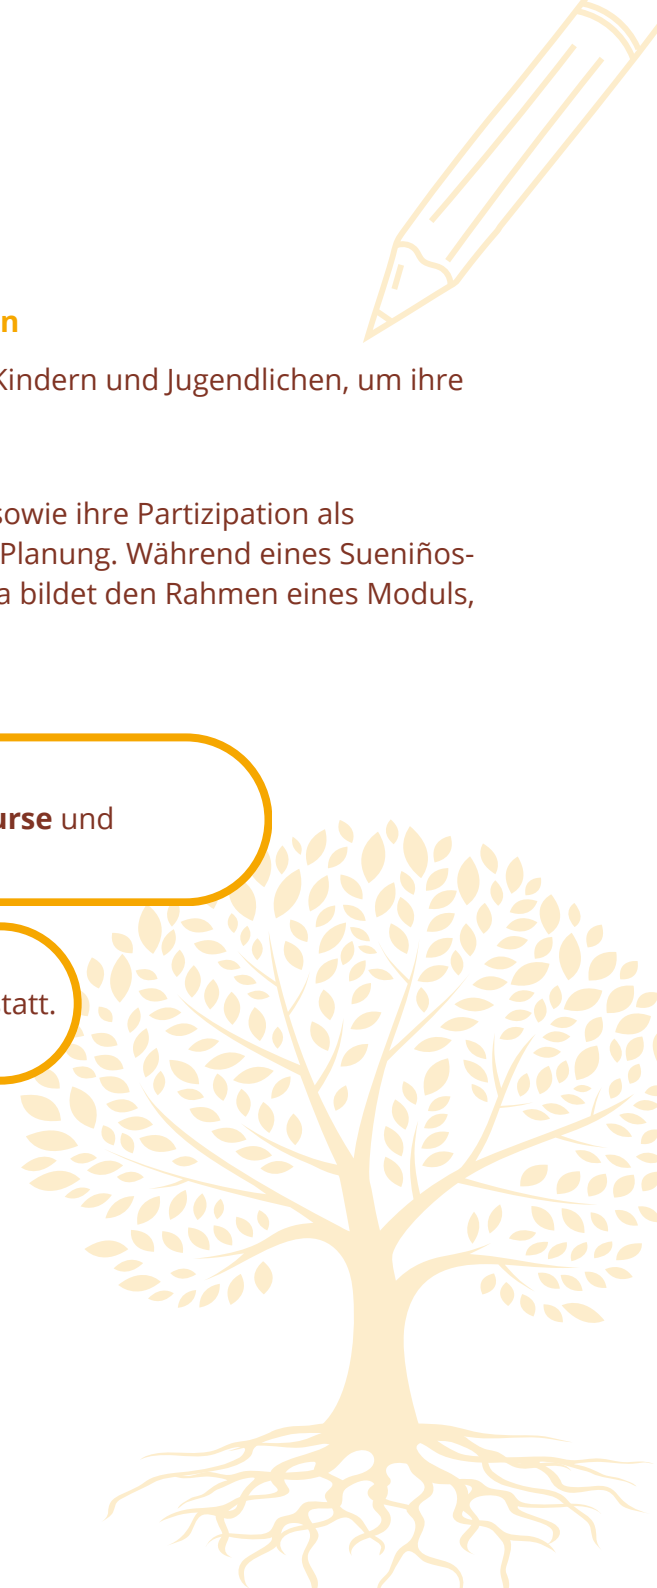 n
Kindern und Jugendlichen, um ihre
sowie ihre Partizipation als
Planung. Während eines Sueniños-
a bildet den Rahmen eines Moduls,
urse und
tatt.